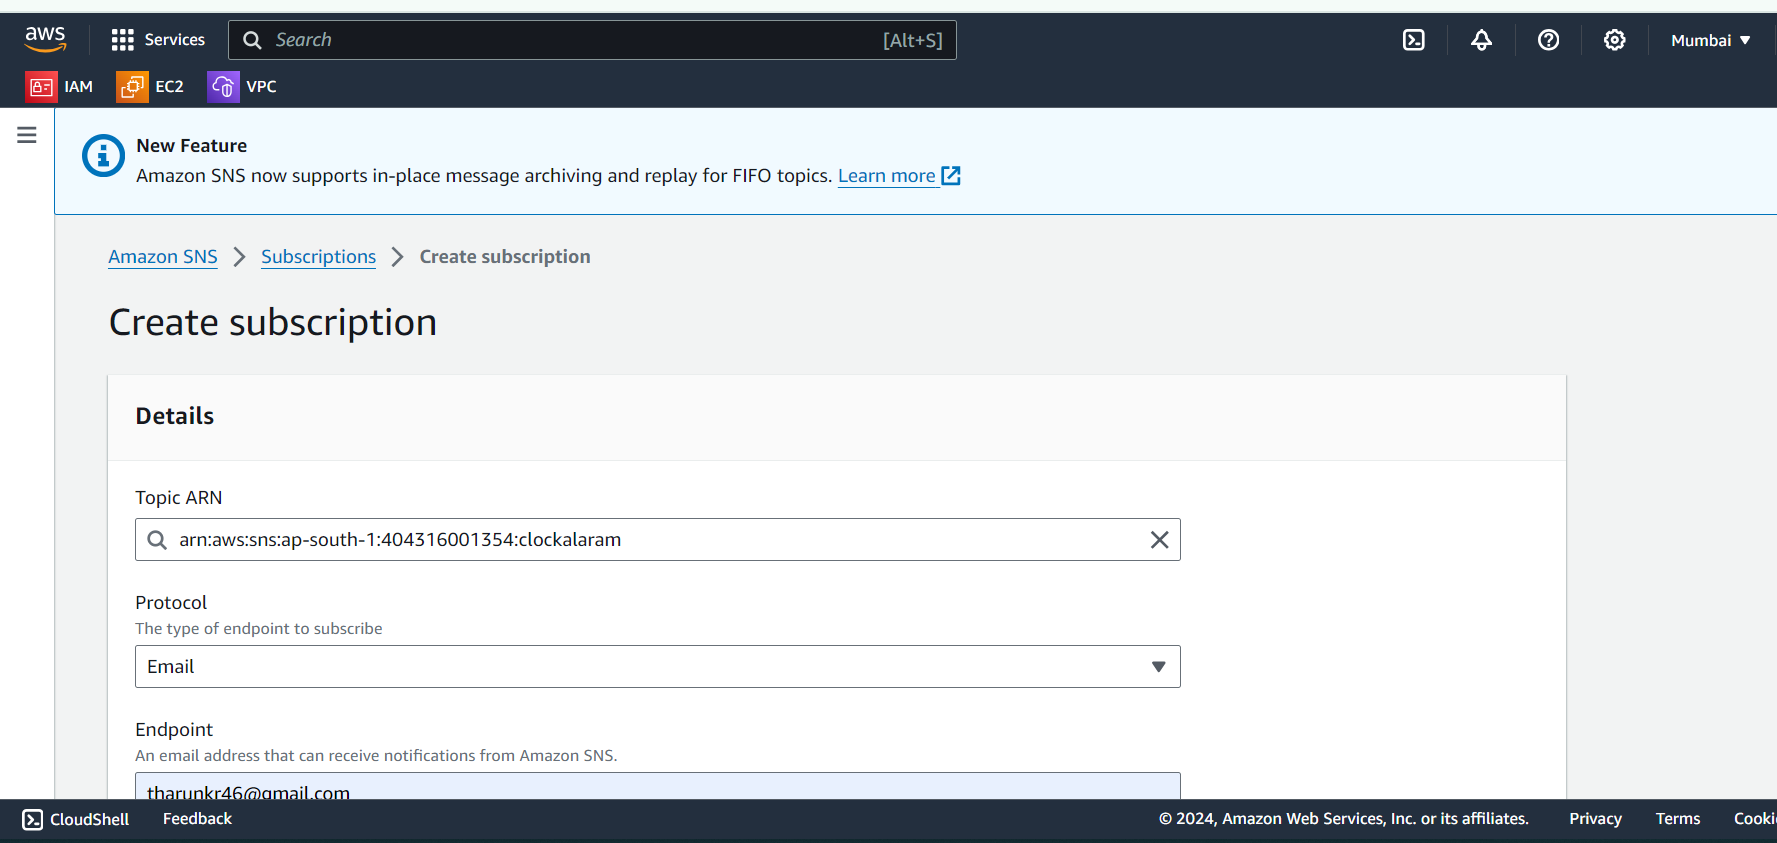 aws
Services
Search [Alt+S]
Mumbai
IAM EC2 VPC
New Feature
Amazon SNS now supports in-place message archiving and replay for FIFO topics. Learn more
Amazon SNS Subscriptions Create subscription
Create subscription
Details
Topic ARN
arn:aws:sns:ap-south-1:404316001354:clockalaram
Protocol
The type of endpoint to subscribe
Email
Endpoint
An email address that can receive notifications from Amazon SNS.
tharunkr46@gmail.com
CloudShell Feedback © 2024, Amazon Web Services, Inc. or its affiliates. Privacy Terms Cooki